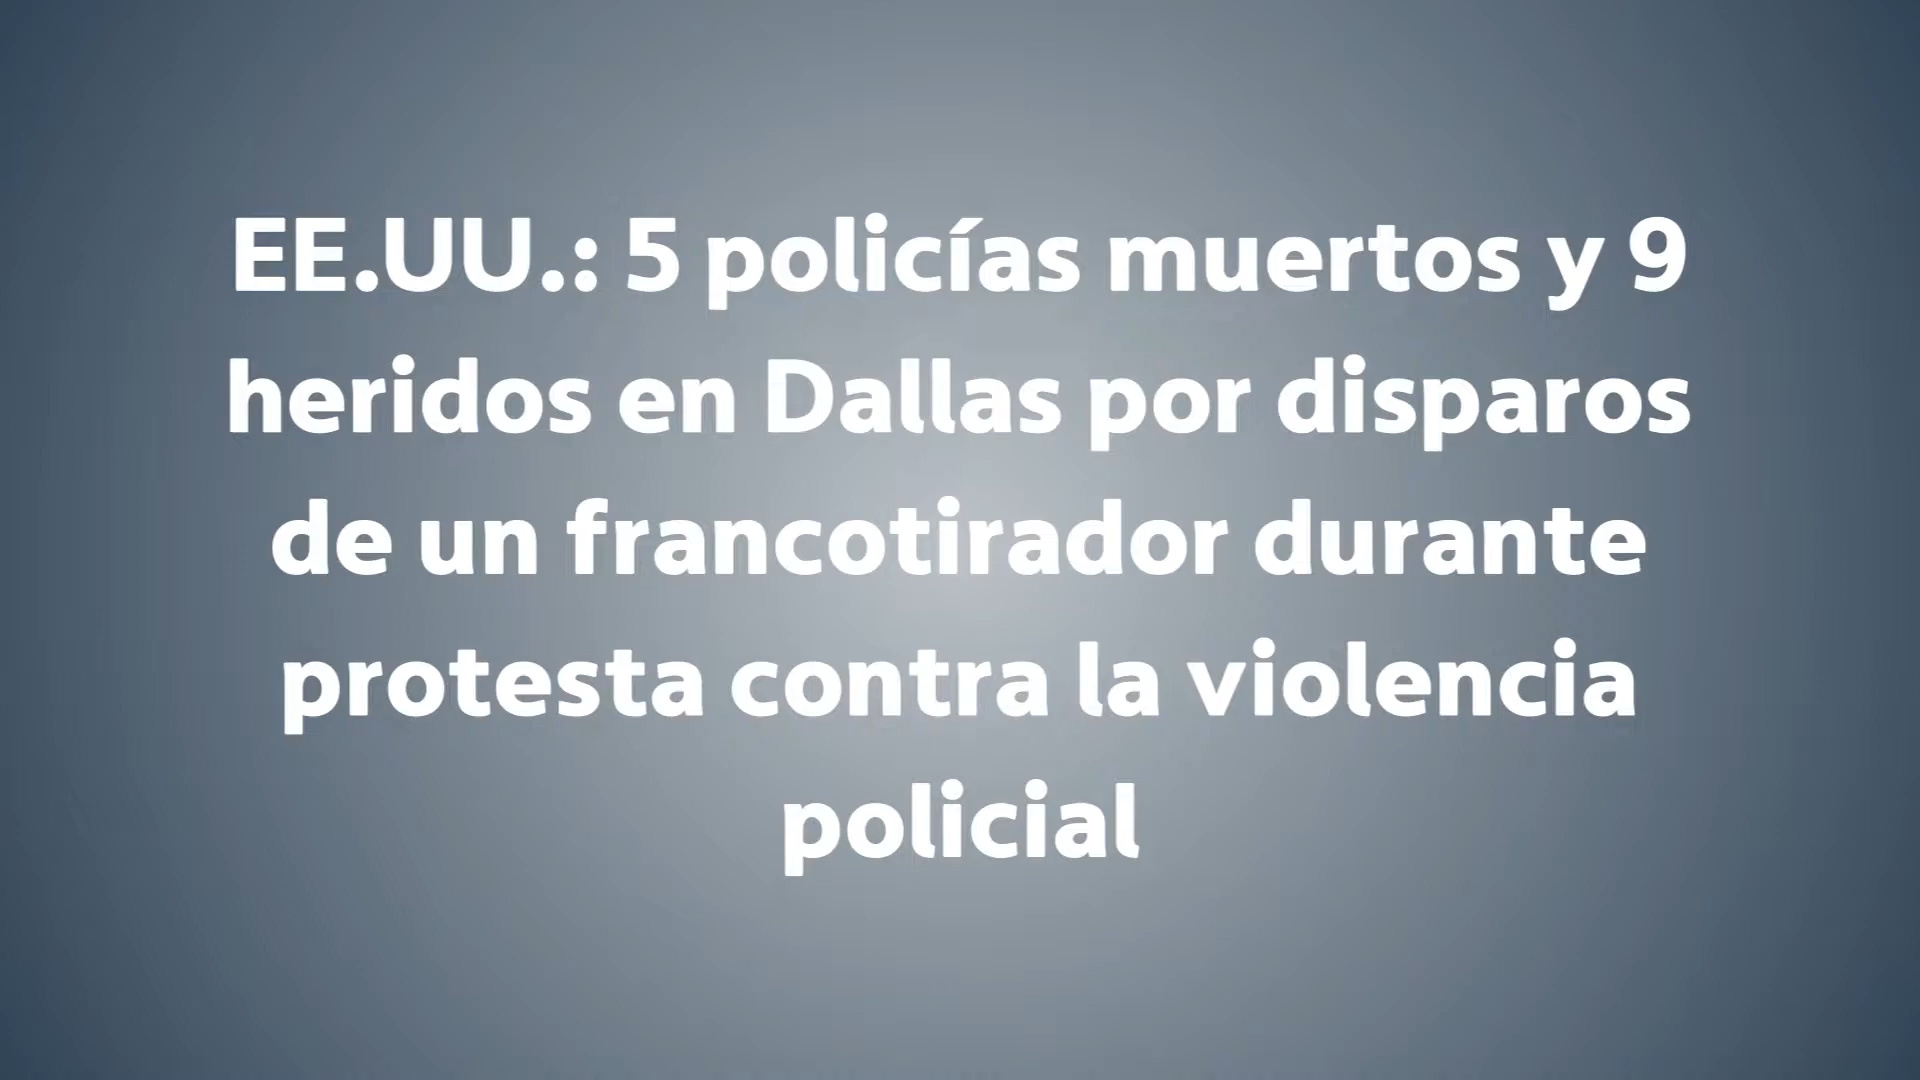 EE.UU.: 5 policías muertos y 9
heridos en Dallas por disparos
de un francotirador durante
protesta contra la violencia
policial